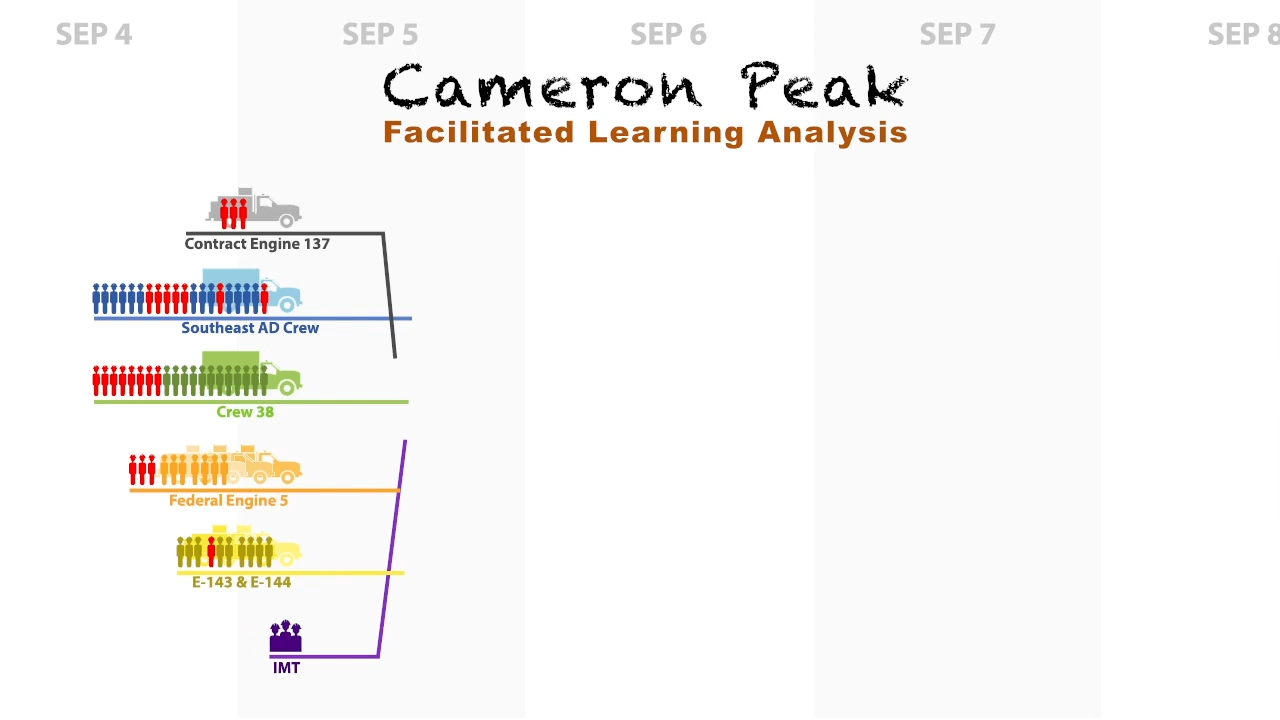 SEP 4 SEP 5 SEP 6 SEP 7 SEP 8
Cameron Peak
Facilitated Learning Analysis
Contract Engine 137
Southeast AD Crew
Crew 38
Federal Engine 5
E-143 & E-144
IMT